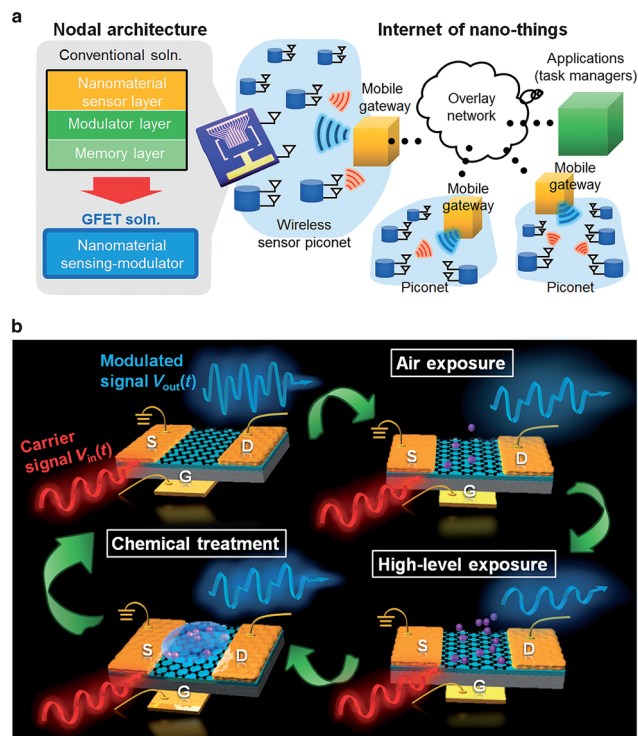 a
Nodal architecture
Internet of nano-things
Conventional soln.
Nanomaterial
sensor layer
Modulator layer
Memory layer
GFET soln.
Nanomaterial
sensing-modulator
Mobile
gateway
Wireless
sensor piconet
Overlay
network
Applications
(task managers)
Mobile
gateway
Piconet
Mobile
gateway
Piconet
b
Modulated
signal Vout(t)
Carrier
signal Vin(t)
S
D
G
Air exposure
S
D
G
Chemical treatment
S
D
G
High-level exposure
S
D
G